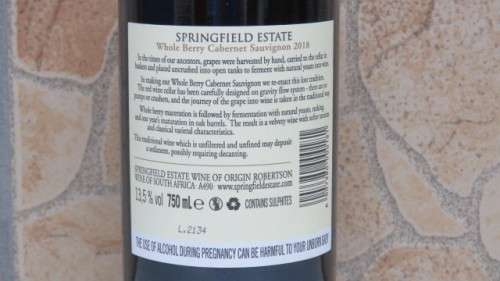 SPRINGFIELD ESTATE
Whole Berry Cabernet Sauvignon 2018
In the times of our ancestors, grapes were harvested by hand, carried to the cellar in
baskets and placed uncrushed into open tanks to ferment with natural yeasts into wine.
In making our Whole Berry Cabernet Sauvignon we re-enact this lost tradition.
The red wine cellar has been carefully designed on gravity flow system - there are no
pumps or crushers, and the journey of the grape into wine is taken in the traditional way
Whole berry maceration is followed by fermentation with natural yeasts, racking
and one year's maturation in oak barrels. The result is a velvety wine with softer tannins
and classical varietal characteristics.
This traditional wine which is unfiltered and unfined may deposit
a sediment, possibly requiring decanting.
SPRINGFIELD ESTATE WINE OF ORIGIN ROBERTSON
WINE OF SOUTH AFRICA A490 www.springfieldestate.com
13,5 % vol 750 ml e CONTAINS SULPHITES
L.2134
THE USE OF ALCOHOL DURING PREGNANCY CAN BE HARMFUL TO YOUR UNBORN BABY